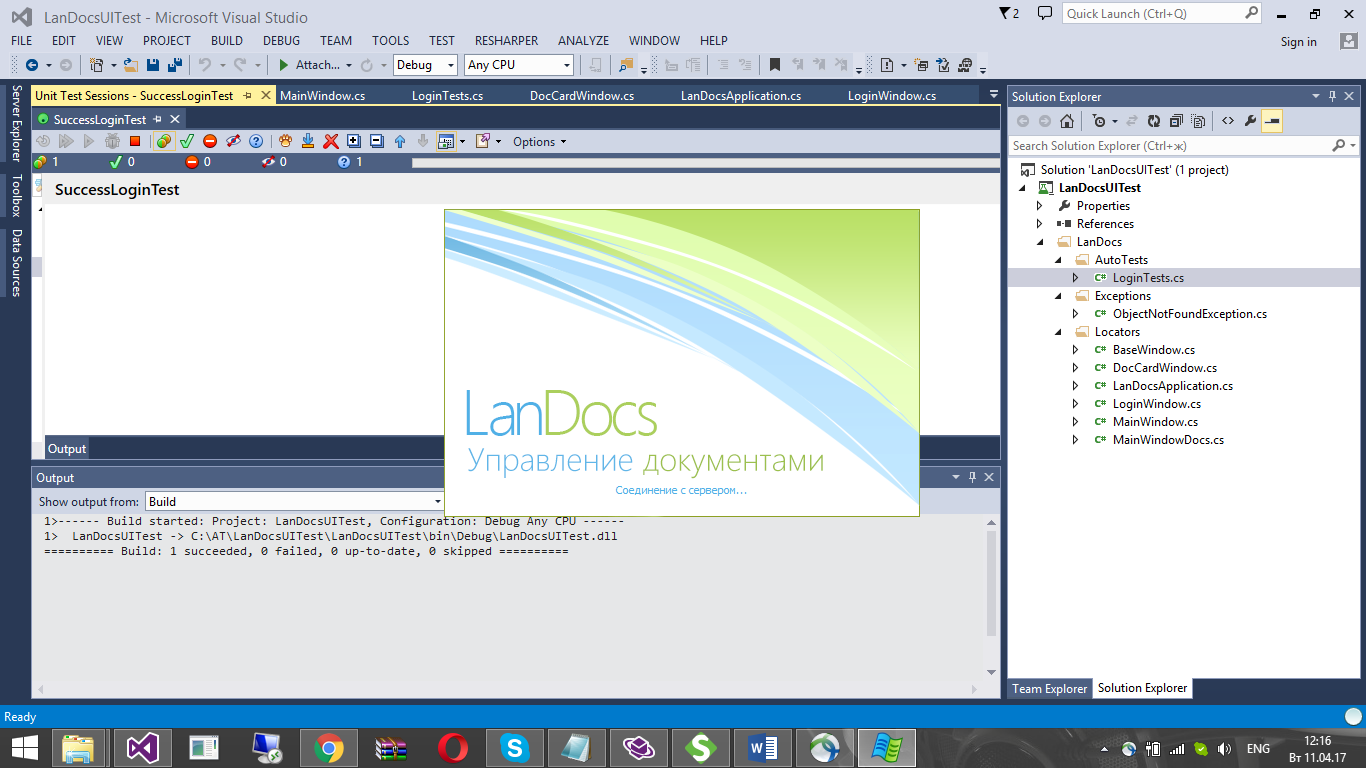 LanDocsUITest - Microsoft Visual Studio
2
Quick Launch (Ctrl+Q)
FILE EDIT VIEW PROJECT BUILD DEBUG TEAM TOOLS TEST RESHARPER ANALYZE WINDOW HELP
Sign in
Attach... Debug Any CPU
Server Explorer
Toolbox
Data Sources
Unit Test Sessions - SuccessLoginTest MainWindow.cs LoginTests.cs DocCardWindow.cs LanDocsApplication.cs LoginWindow.cs
SuccessLoginTest
Options
1 0 0 0 1
SuccessLoginTest
LanDocs
Управление документами
Соединение с сервером...
Output
Output
Show output from: Build
1>------ Build started: Project: LanDocsUITest, Configuration: Debug Any CPU ------
1> LanDocsUITest -> C:\AT\LanDocsUITest\LanDocsUITest\bin\Debug\LanDocsUITest.dll
========== Build: 1 succeeded, 0 failed, 0 up-to-date, 0 skipped ==========
Solution Explorer
Search Solution Explorer (Ctrl+ж)
Solution 'LanDocsUITest' (1 project)
LanDocsUITest
Properties
References
LanDocs
AutoTests
C# LoginTests.cs
Exceptions
C# ObjectNotFoundException.cs
Locators
C# BaseWindow.cs
C# DocCardWindow.cs
C# LanDocsApplication.cs
C# LoginWindow.cs
C# MainWindow.cs
C# MainWindowDocs.cs
Team Explorer Solution Explorer
Ready
ENG
12:16
Вт 11.04.17